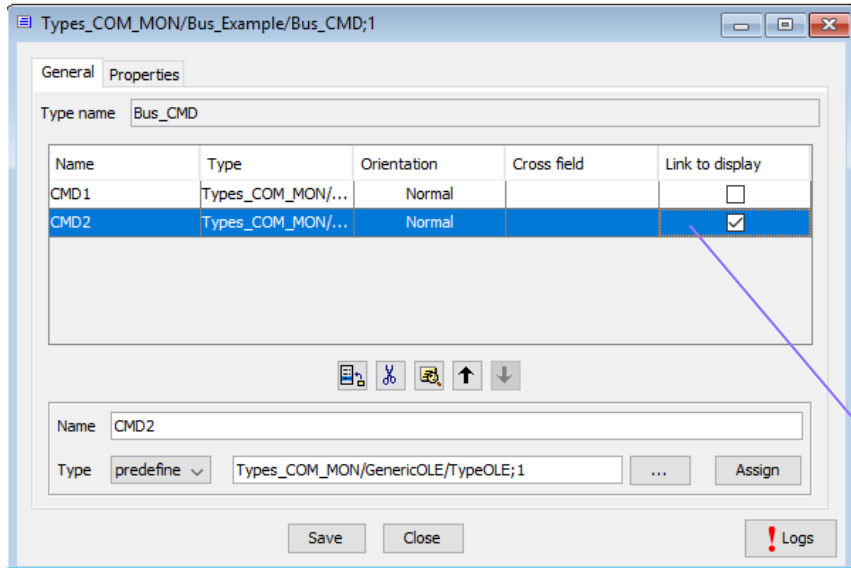 Types_COM_MON/Bus_Example/Bus_CMD;1
General Properties
Type name Bus_CMD
Name Type Orientation Cross field Link to display
CMD1 Types_COM_MON/... Normal
CMD2 Types_COM_MON/... Normal
Name CMD2
Type predefine Types_COM_MON/GenericOLE/TypeOLE;1 ... Assign
Save Close Logs